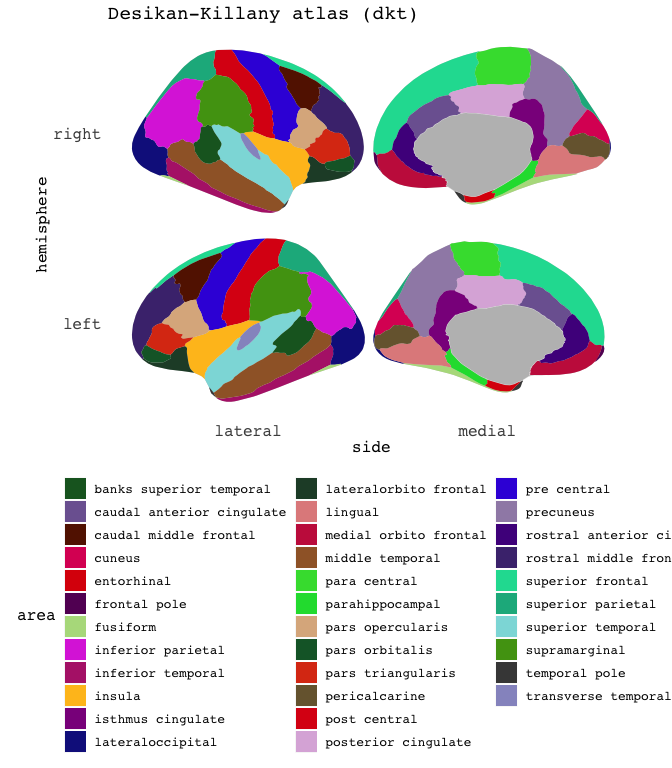 Desikan-Killany atlas (dkt)
hemisphere
right
left
lateral medial
side
area
banks superior temporal
caudal anterior cingulate
caudal middle frontal
cuneus
entorhinal
frontal pole
fusiform
inferior parietal
inferior temporal
insula
isthmus cingulate
lateraloccipital
lateralorbito frontal
lingual
medial orbito frontal
middle temporal
para central
parahippocampal
pars opercularis
pars orbitalis
pars triangularis
pericalcarine
post central
posterior cingulate
pre central
precuneus
rostral anterior ci
rostral middle fron
superior frontal
superior parietal
superior temporal
supramarginal
temporal pole
transverse temporal